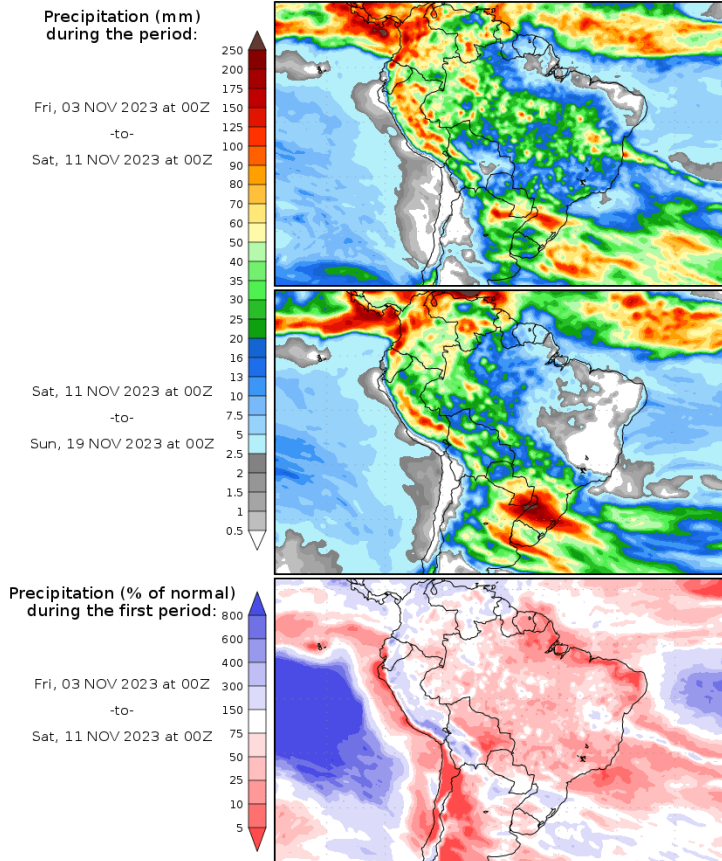 Precipitation (mm)
during the period:
Fri, 03 NOV 2023 at 00Z
-to-
Sat, 11 NOV 2023 at 00Z
250
200
175
150
125
100
90
80
70
60
50
40
35
30
25
20
16
13
10
7.5
5
2.5
2
1.5
1
0.5
Sat, 11 NOV 2023 at 00Z
-to-
Sun, 19 NOV 2023 at 00Z
Precipitation (% of normal)
during the first period:
Fri, 03 NOV 2023 at 00Z
-to-
Sat, 11 NOV 2023 at 00Z
800
600
400
300
150
75
50
25
10
5